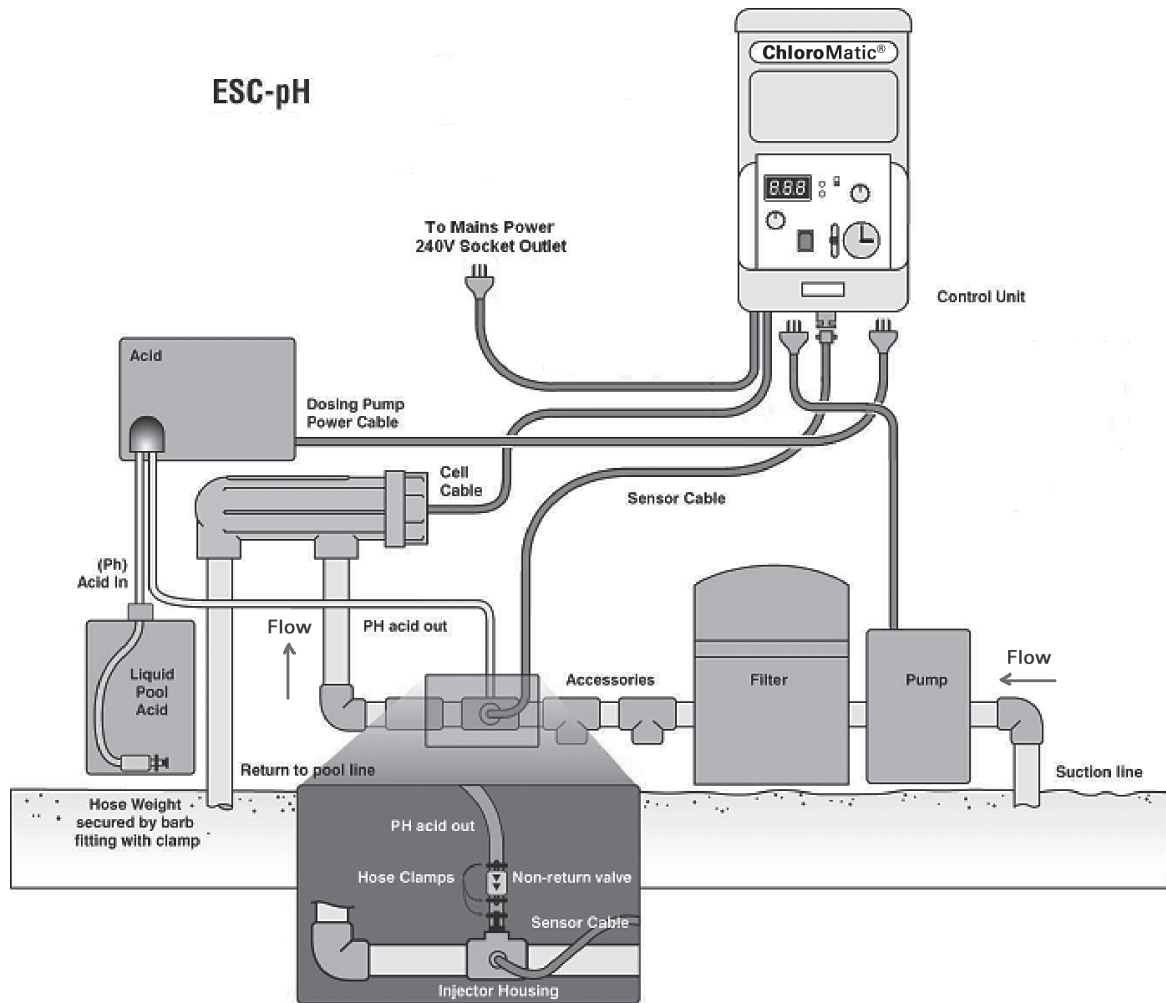 ChloroMatic®
ESC-pH
8.8.8
To Mains Power
240V Socket Outlet
Control Unit
Acid
Dosing Pump
Power Cable
Cell
Cable
Sensor Cable
(Ph)
Acid In
Flow
PH acid out
Liquid
Pool
Acid
Accessories
Filter
Pump
Flow
Return to pool line
Suction line
Hose Weight
secured by barb
fitting with clamp
PH acid out
Hose Clamps
Non-return valve
Sensor Cable
Injector Housing